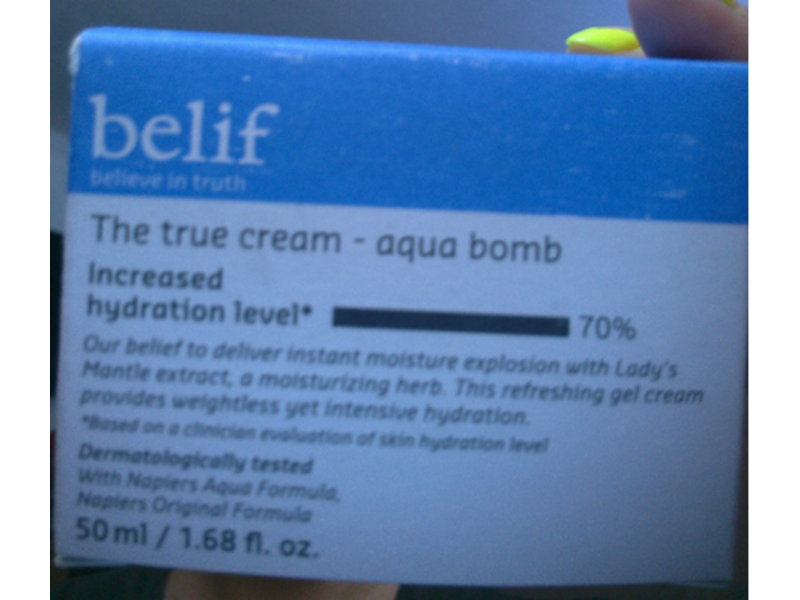 belif
believe in truth
The true cream - aqua bomb
Increased
hydration level* 70%
Our belief to deliver instant moisture explosion with Lady's
Mantle extract, a moisturizing herb. This refreshing gel cream
provides weightless yet intensive hydration.
*Based on a clinician evaluation of skin hydration level
Dermatologically tested
With Napiers Aqua Formula,
Napiers Original Formula
50 ml / 1.68 fl. oz.